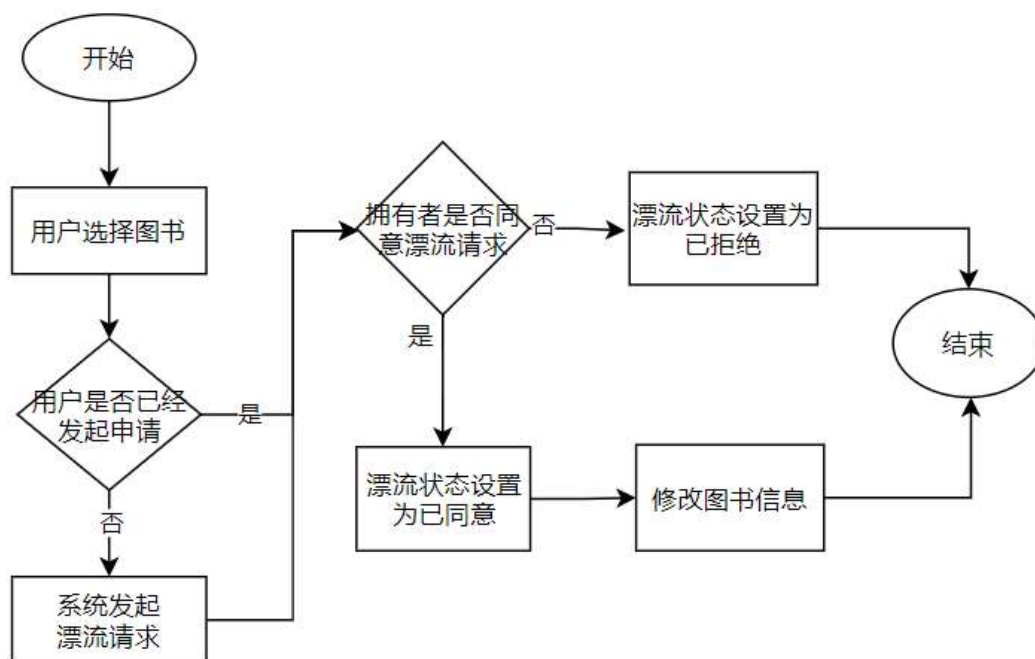 开始
用户选择图书
用户是否已经
发起申请
是
否
系统发起
漂流请求
拥有者是否同
意漂流请求
否
是
漂流状态设置为
已拒绝
漂流状态设置
为已同意
修改图书信息
结束